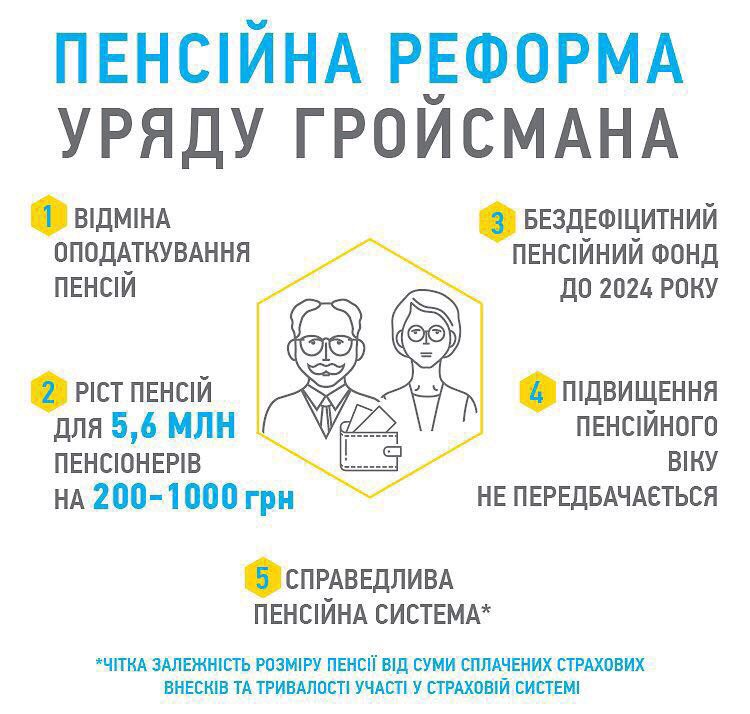 ПЕНСІЙНА РЕФОРМА
УРЯДУ ГРОЙСМАНА
1 ВІДМІНА
ОПОДАТКУВАННЯ
ПЕНСІЙ
2 РІСТ ПЕНСІЙ
ДЛЯ 5,6 МЛН
ПЕНСІОНЕРІВ
НА 200-1000 грн
3 БЕЗДЕФІЦИТНИЙ
ПЕНСІЙНИЙ ФОНД
ДО 2024 РОКУ
4 ПІДВИЩЕННЯ
ПЕНСІЙНОГО
ВІКУ
НЕ ПЕРЕДБАЧАЄТЬСЯ
5 СПРАВЕДЛИВА
ПЕНСІЙНА СИСТЕМА*
*ЧІТКА ЗАЛЕЖНІСТЬ РОЗМІРУ ПЕНСІЇ ВІД СУМИ СПЛАЧЕНИХ СТРАХОВИХ
ВНЕСКІВ ТА ТРИВАЛОСТІ УЧАСТІ У СТРАХОВІЙ СИСТЕМІ